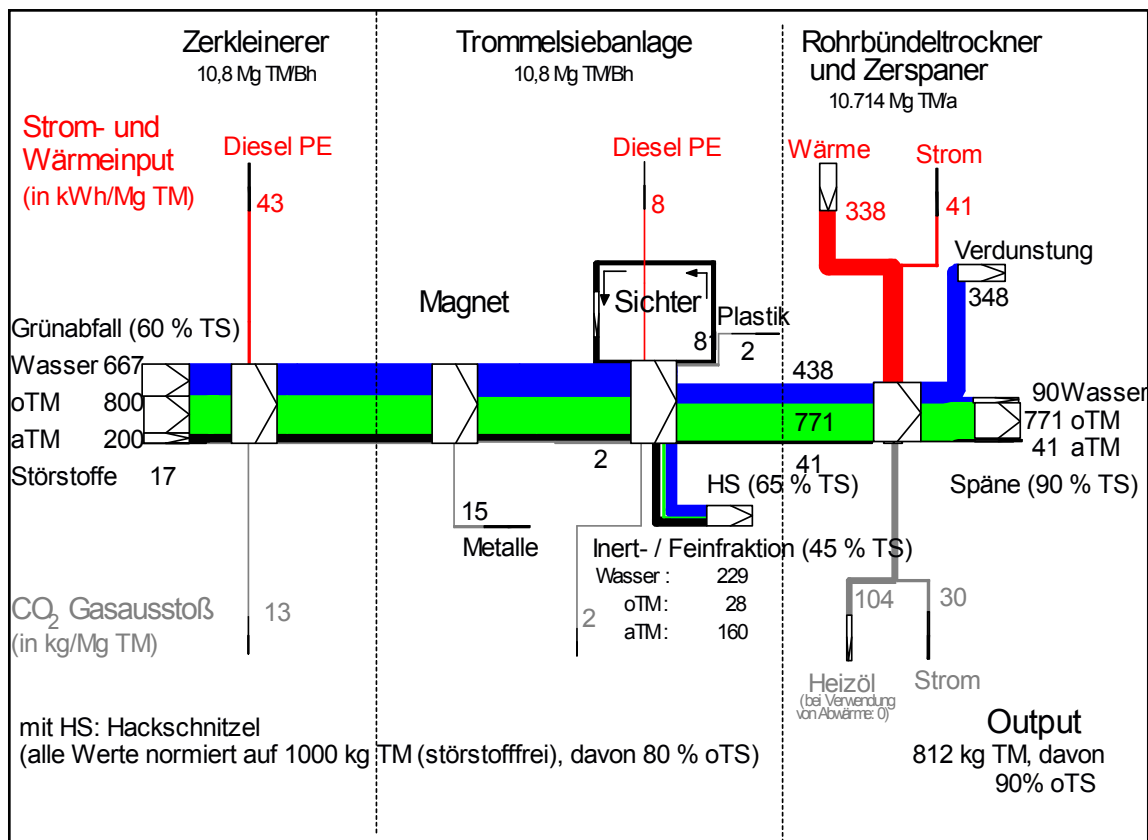 Zerkleinerer
10,8 Mg TM/Bh
Trommelsiebanlage
10,8 Mg TM/Bh
Rohrbündeltrockner
und Zerspaner
10.714 Mg TM/a
Strom- und
Wärmeinput
(in kWh/Mg TM)
Diesel PE
43
Diesel PE
8
Wärme
338
Strom
41
Verdunstung
348
Magnet
Sichter
8
Plastik
2
Grünabfall (60 % TS)
Wasser 667
oTM 800
aTM 200
Störstoffe 17
438
771
41
90 Wasser
771 oTM
41 aTM
Späne (90 % TS)
2
HS (65 % TS)
15
Metalle
Inert- / Feinfraktion (45 % TS)
Wasser : 229
oTM : 28
aTM : 160
CO2 Gasausstoß
(in kg/Mg TM)
13
2
104
30
Heizöl
(bei Verwendung
von Abwärme: 0)
Strom
mit HS: Hackschnitzel
(alle Werte normiert auf 1000 kg TM (störstofffrei), davon 80 % oTS)
Output
812 kg TM, davon
90% oTS